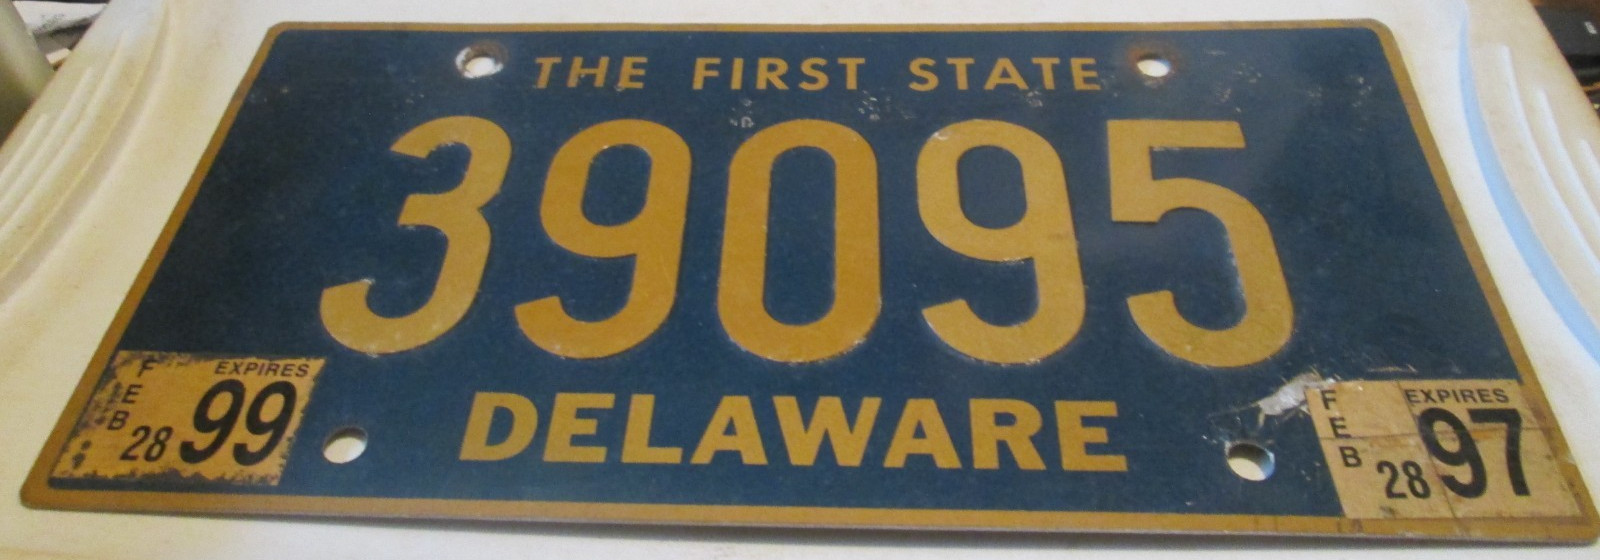 THE FIRST STATE
39095
FEB 28 EXPIRES 99
DELAWARE
FEB 28 EXPIRES 97